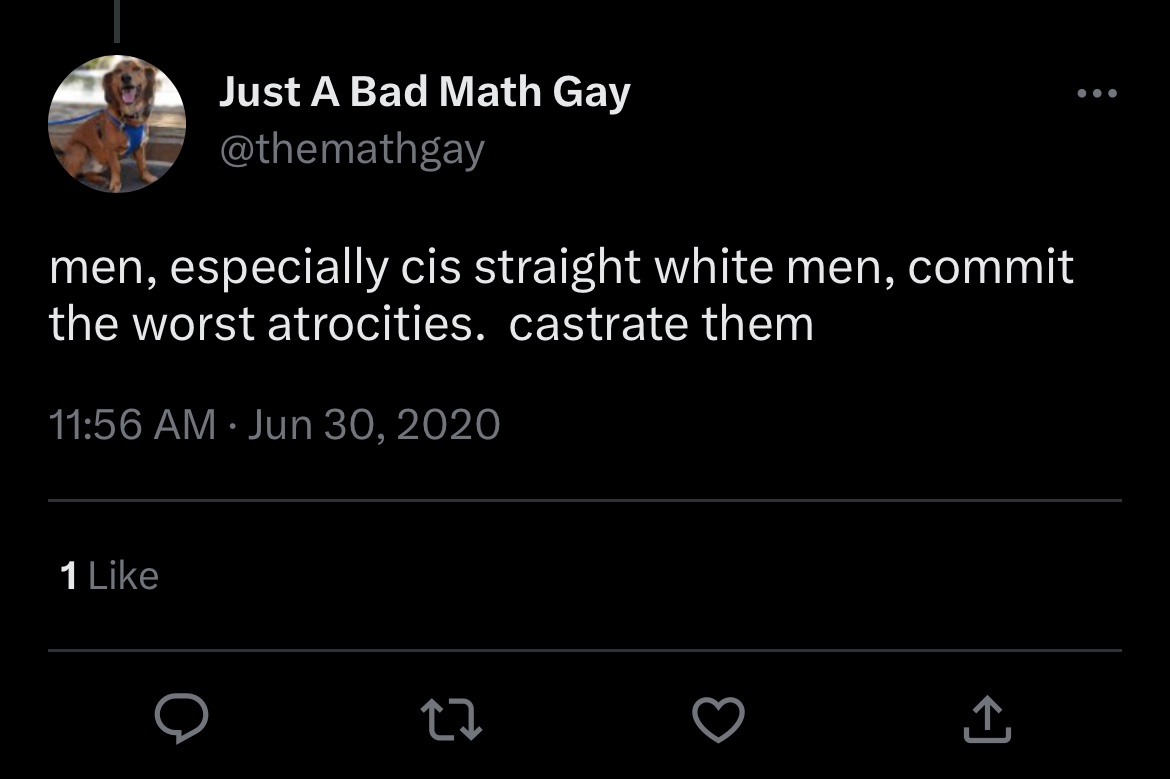 Just A Bad Math Gay
@themathgay
men, especially cis straight white men, commit
the worst atrocities.  castrate them
11:56 AM · Jun 30, 2020
1 Like